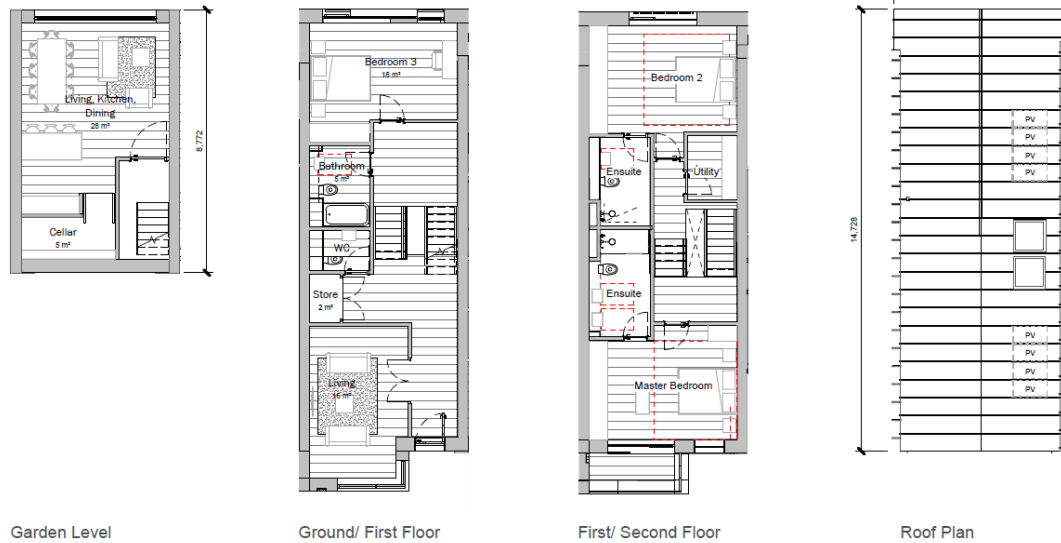 Living, Kitchen,
Dining
28 m²
Cellar
5 m²
8,772
Garden Level
Bedroom 3
18 m²
Bathroom
5 m²
WC
Store
2 m²
Living
16 m²
Ground/ First Floor
Bedroom 2
Ensuite
Utility
Ensuite
Master Bedroom
First/ Second Floor
14,728
PV
PV
PV
PV
PV
PV
PV
PV
Roof Plan